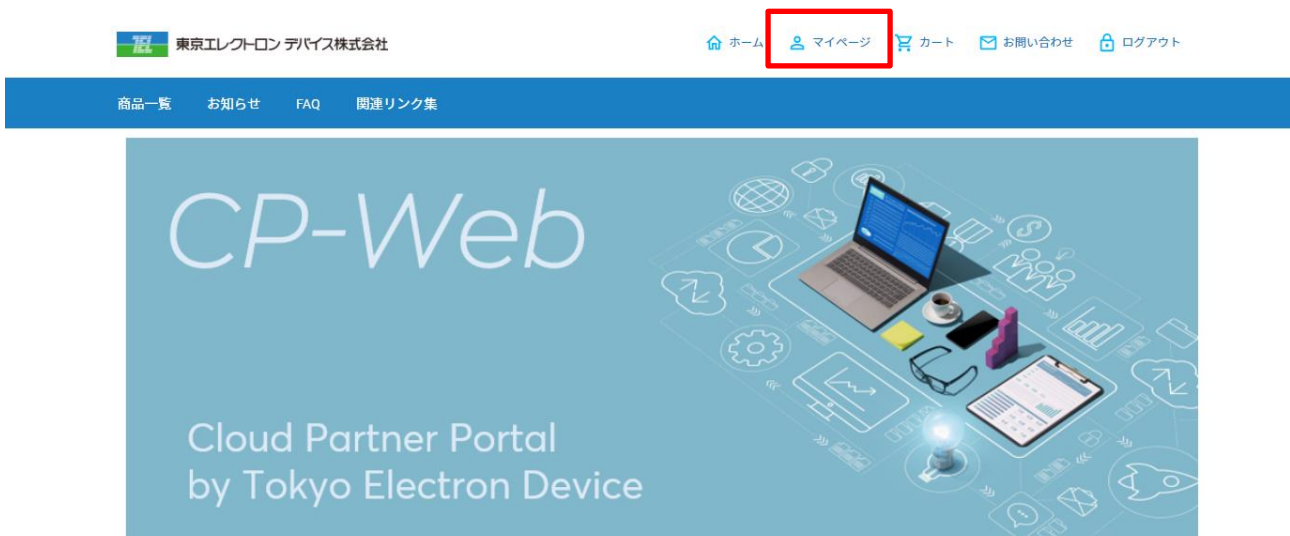 TEL 東京エレクトロン デバイス株式会社
ホーム マイページ カート お問い合わせ ログアウト
商品一覧 お知らせ FAQ 関連リンク集
CP-Web
Cloud Partner Portal
by Tokyo Electron Device